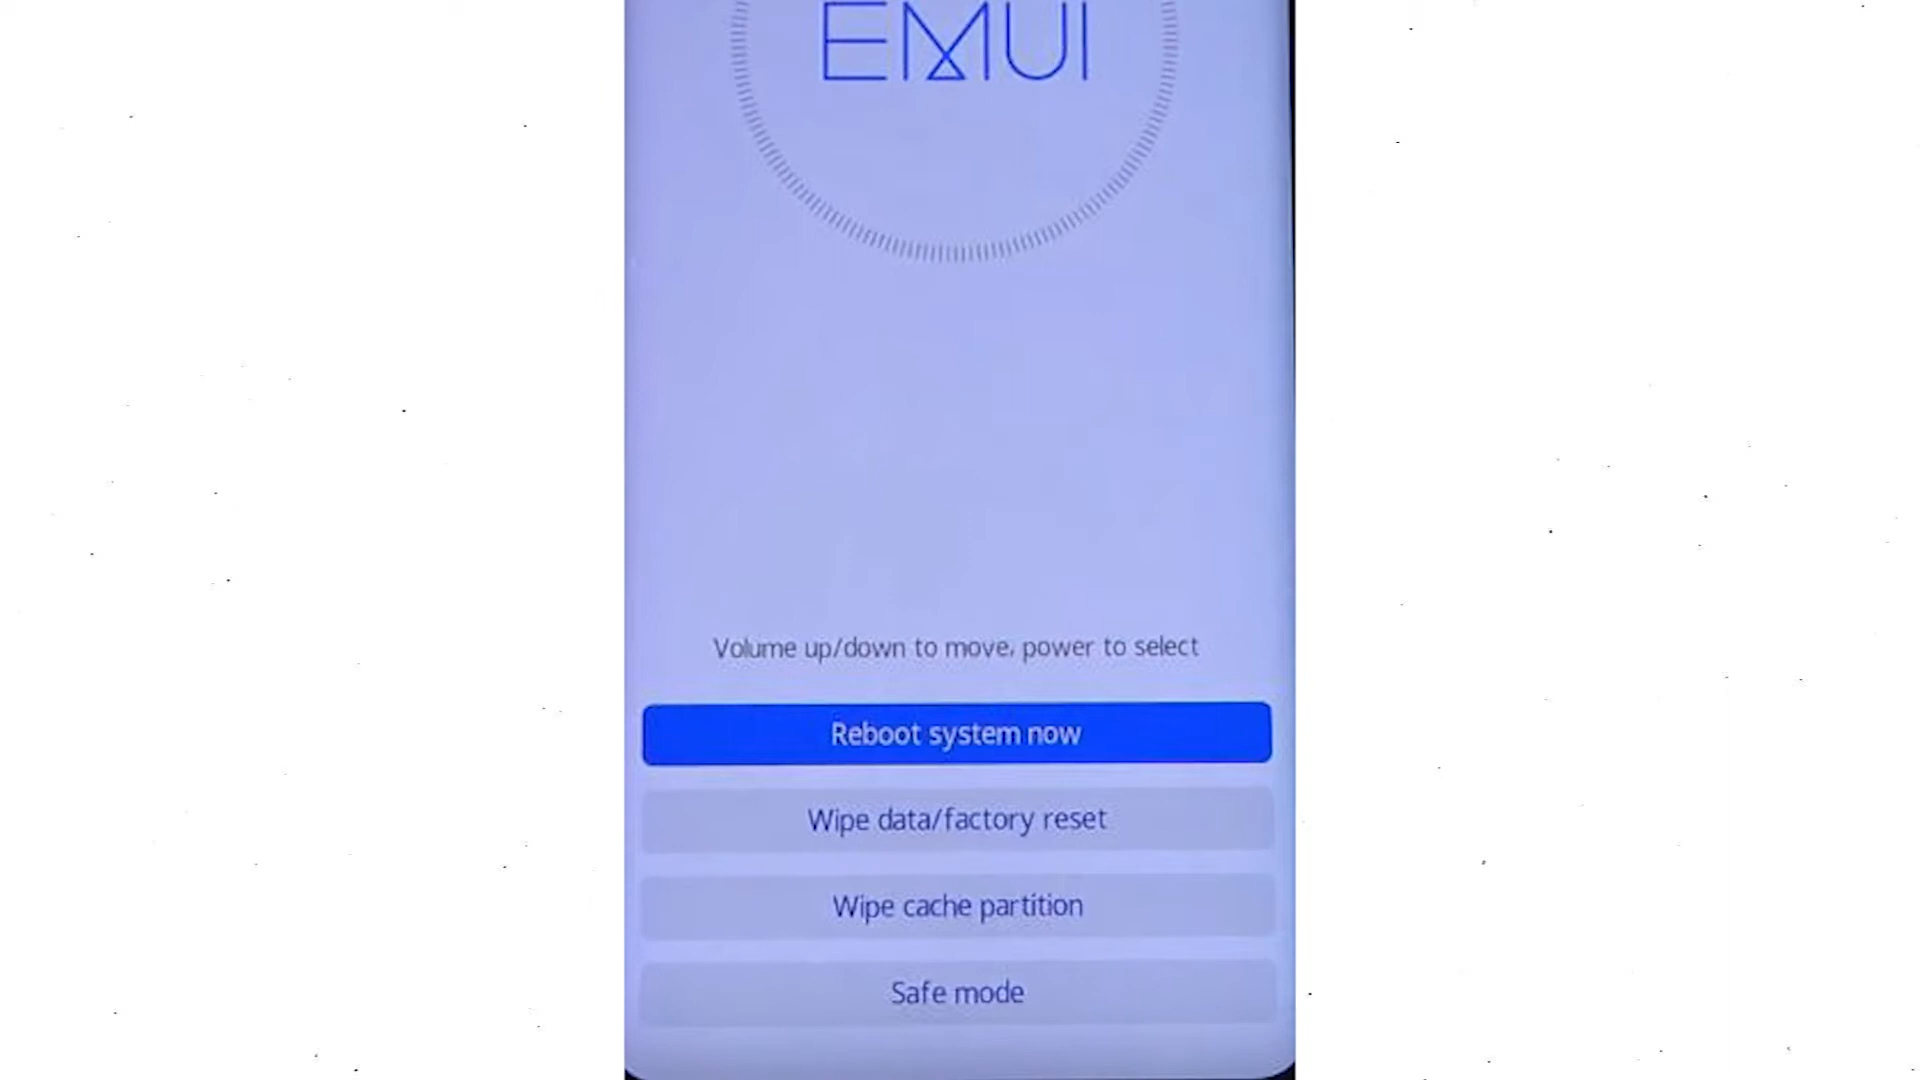 EMUI
Volume up/down to move, power to select
Reboot system now
Wipe data/factory reset
Wipe cache partition
Safe mode